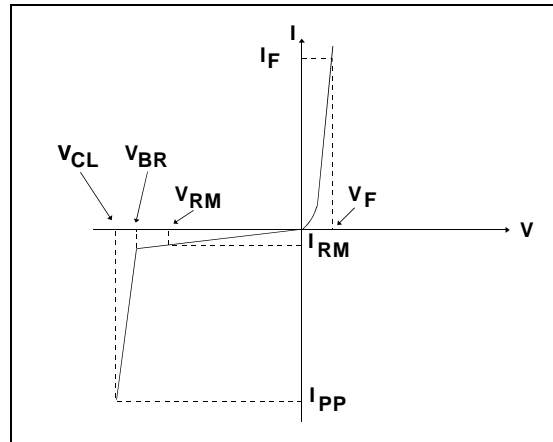 I
I_F
V_CL
V_BR
V_RM
V_F
I_RM
V
I_PP